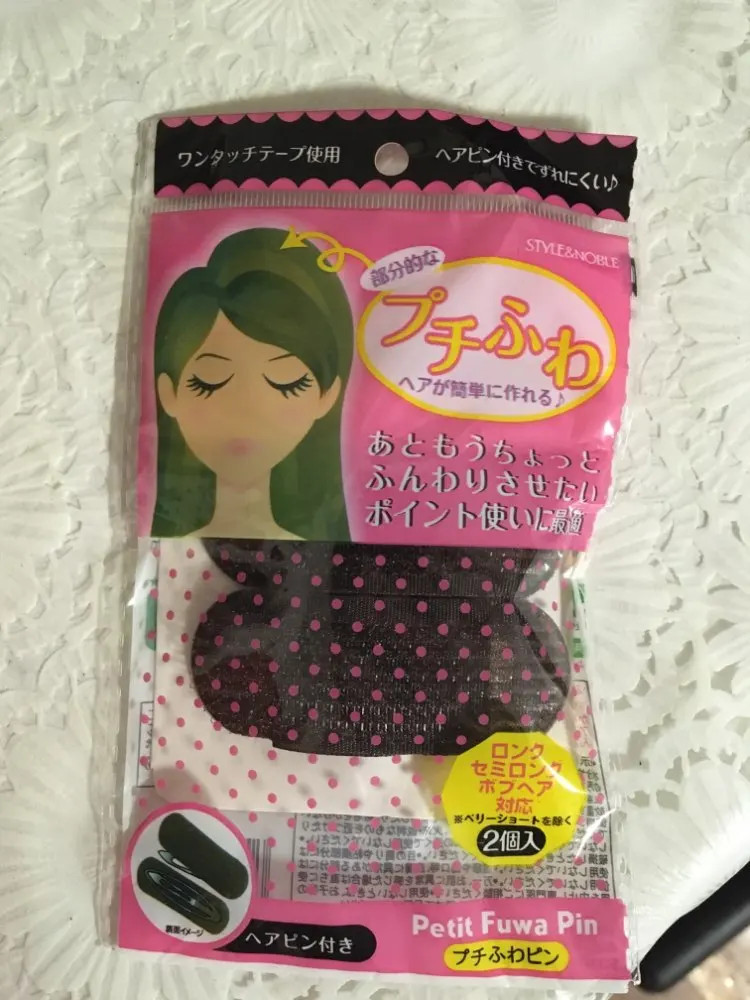 ワンタッチテープ使用
ヘアピン付きでずれにくい♪
STYLE&NOBLE
部分的な
プチふわ
ヘアが簡単に作れる♪
あともうちょっと
ふんわりさせたい
ポイント使いに最適
ロング
セミロング
ボブヘア
対応
※ベリーショートを除く
2個入
裏面イメージ
ヘアピン付き
Petit Fuwa Pin
プチふわピン